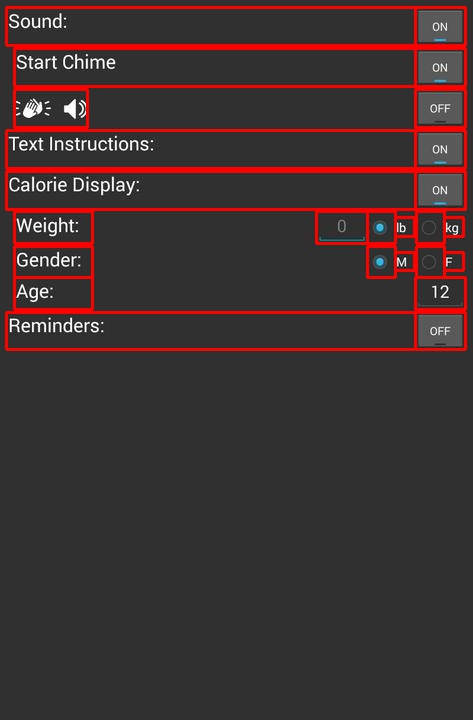 Sound: ON
Start Chime ON
OFF
Text Instructions: ON
Calorie Display: ON
Weight: 0 lb kg
Gender: M F
Age: 12
Reminders: OFF